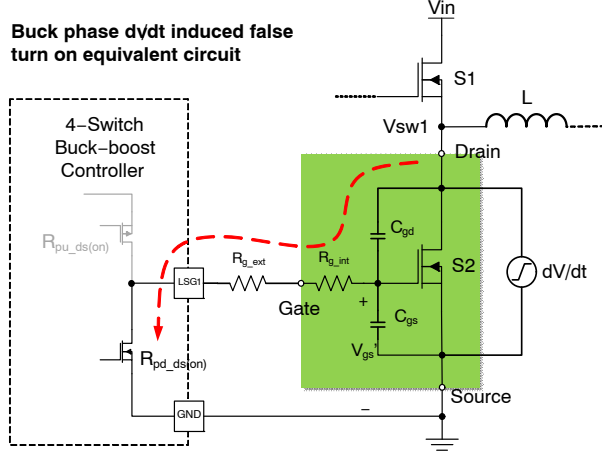 Vin
Buck phase dv/dt induced false
turn on equivalent circuit
S1
L
4−Switch
Buck−boost
Controller
Vsw1
Drain
Rpu_ds(on)
Cgd
Rg_ext
Rg_int
S2
dV/dt
LSG1
Gate
+
Cgs
Rpd_ds(on)
Vgs'
Source
GND
−